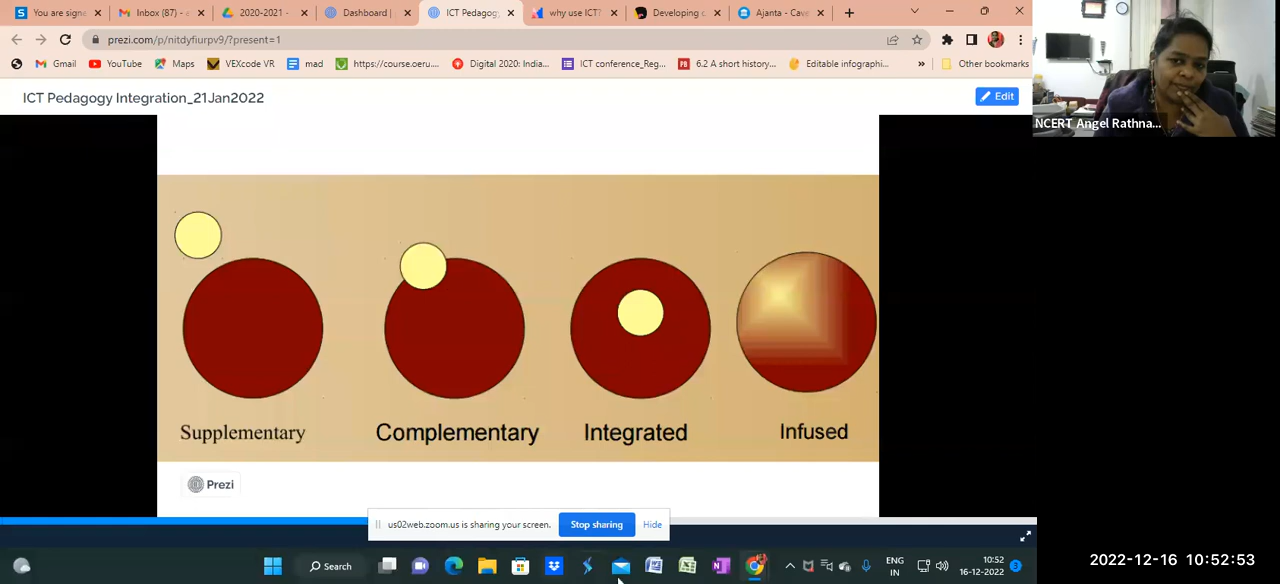 You are sign
Inbox (87) - e
2020-2021 -
Dashboard |
ICT Pedagogy
why use ICT?
Developing c
Ajanta - Cav
prezi.com/p/nitdyfiurpv9/?present=1
Gmail
YouTube
Maps
VEXcode VR
mad
https://course.oeru....
Digital 2020: India...
ICT conference_Reg...
6.2 A short history...
Editable infographi...
»
Other bookmarks
ICT Pedagogy Integration_21Jan2022
Edit
NCERT Angel Rathna...
Supplementary
Complementary
Integrated
Infused
Prezi
us02web.zoom.us is sharing your screen.
Stop sharing
Hide
Search
ENG
IN
10:52
16-12-2022
3
2022-12-16 10:52:53